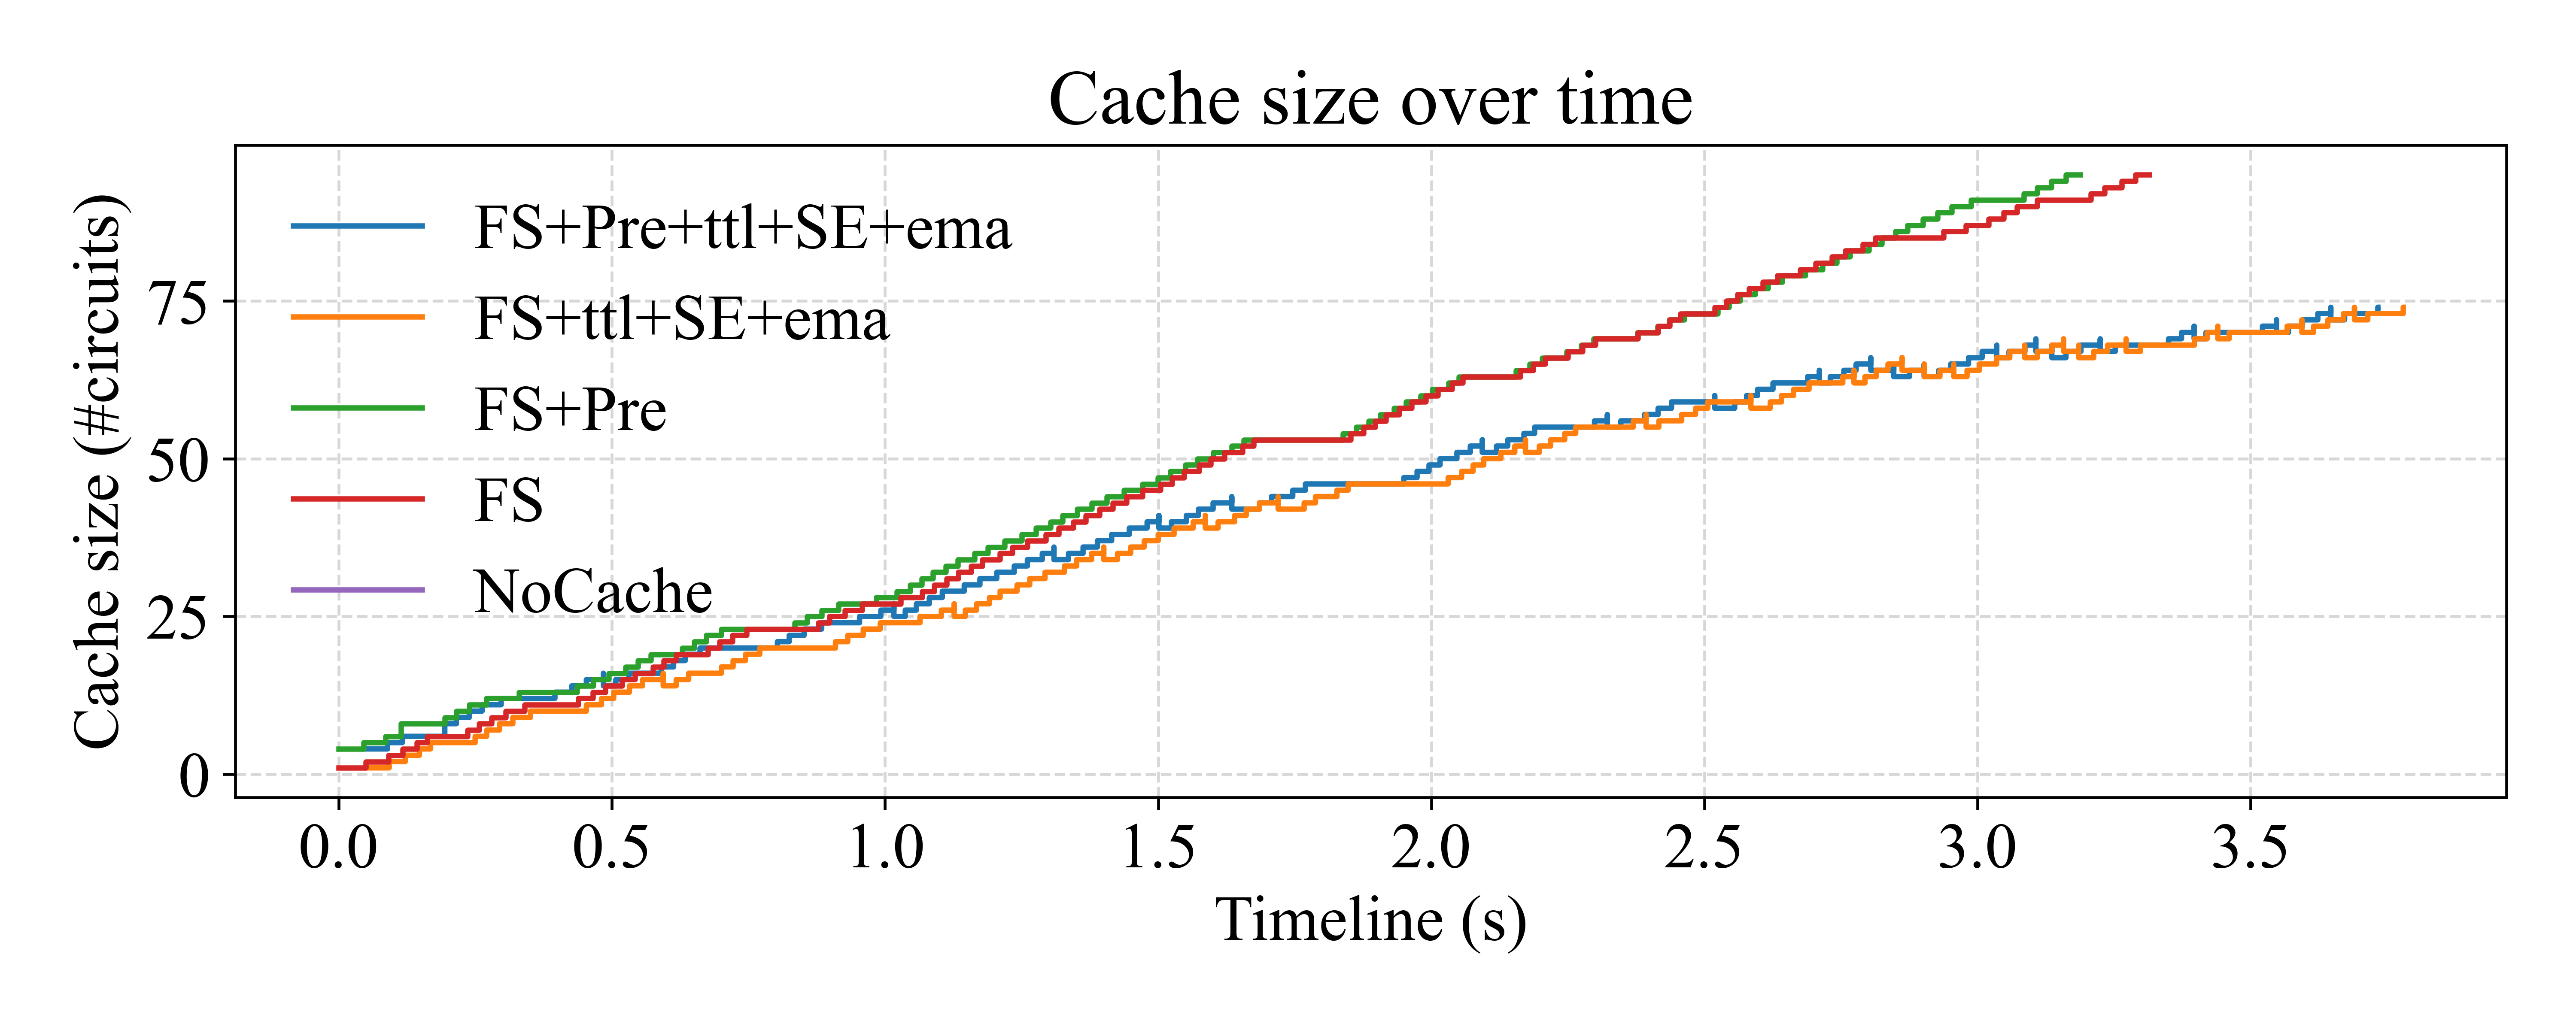 Cache size over time
Cache size (#circuits)
75
50
25
0
FS+Pre+ttl+SE+ema
FS+ttl+SE+ema
FS+Pre
FS
NoCache
0.0 0.5 1.0 1.5 2.0 2.5 3.0 3.5
Timeline (s)